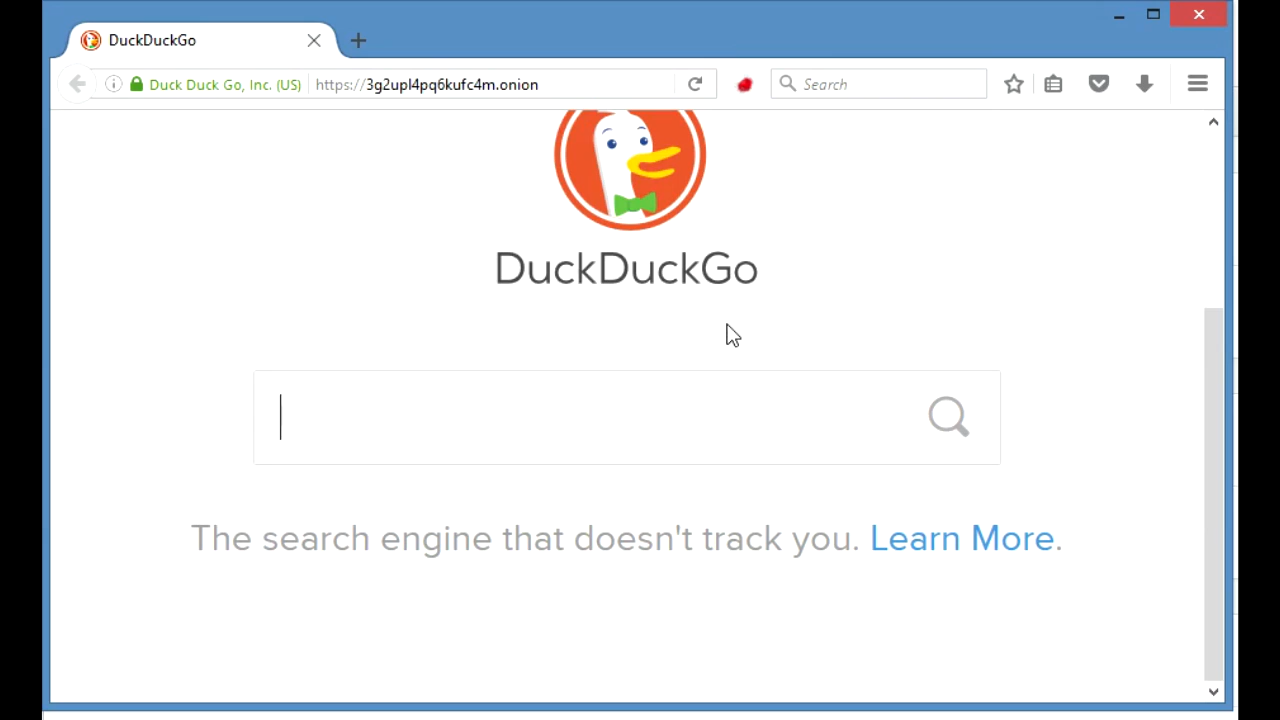 DuckDuckGo
Duck Duck Go, Inc. (US) https://3g2upl4pq6kufc4m.onion Search
DuckDuckGo
The search engine that doesn't track you. Learn More.